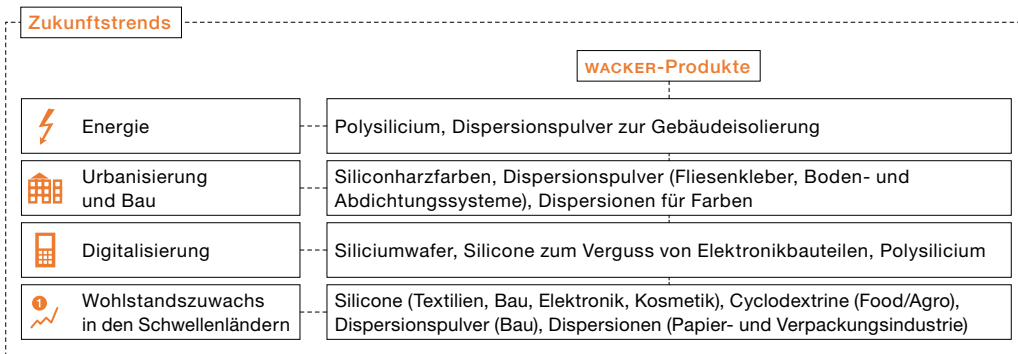 Zukunftstrends
WACKER-Produkte
Energie
Polysilicium, Dispersionspulver zur Gebäudeisolierung
Urbanisierung
und Bau
Siliconharzfarben, Dispersionspulver (Fliesenkleber, Boden- und
Abdichtungssysteme), Dispersionen für Farben
Digitalisierung
Siliciumwafer, Silicone zum Verguss von Elektronikbauteilen, Polysilicium
1
Wohlstandszuwachs
in den Schwellenländern
Silicone (Textilien, Bau, Elektronik, Kosmetik), Cyclodextrine (Food/Agro),
Dispersionspulver (Bau), Dispersionen (Papier- und Verpackungsindustrie)